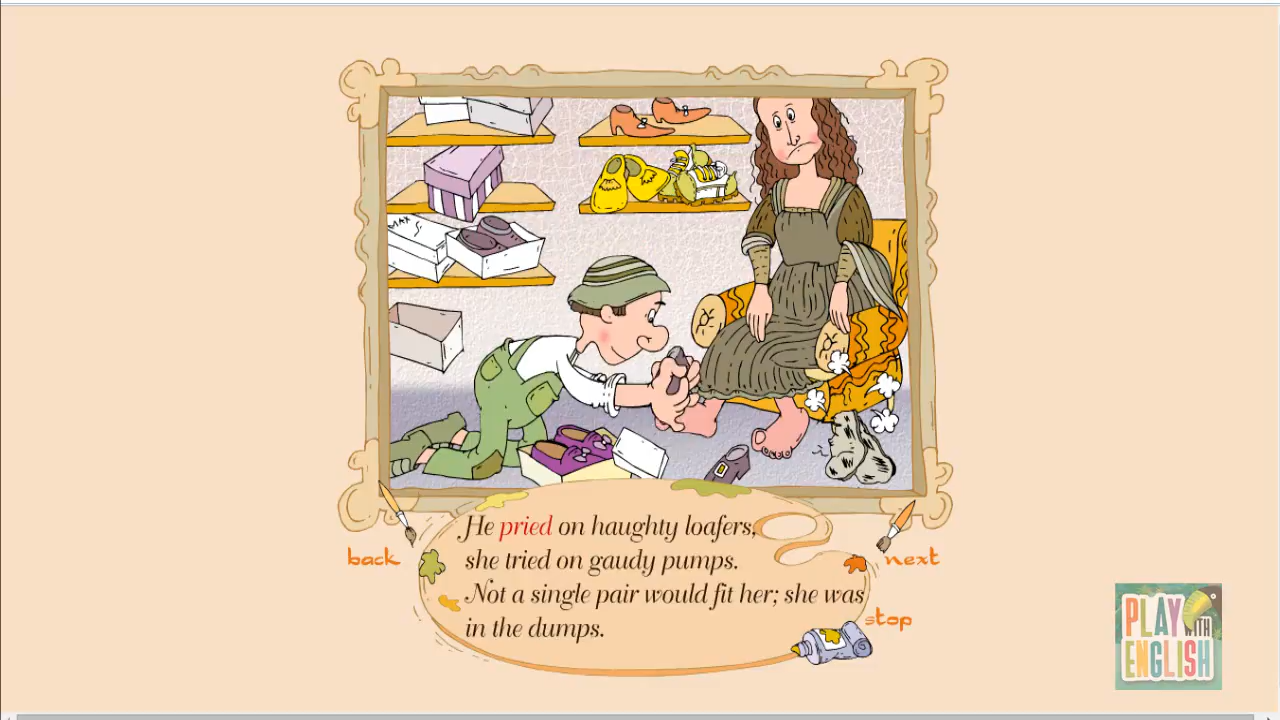 MAX
S
He pried on haughty loafers,
she tried on gaudy pumps.
Not a single pair would fit her; she was
in the dumps.
back
next
stop
PLAY
WITH
ENGLISH